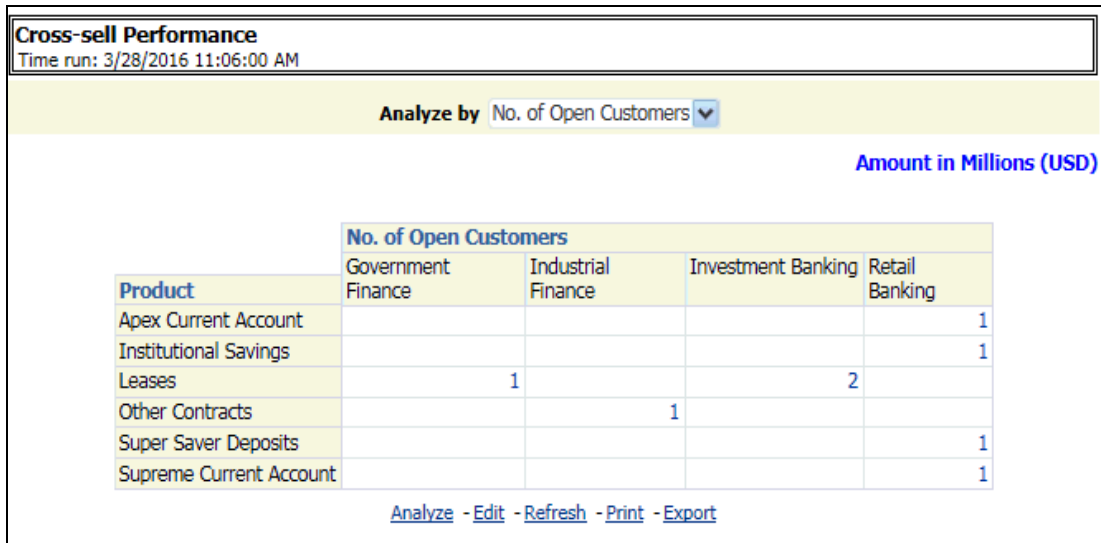 Cross-sell Performance
Time run: 3/28/2016 11:06:00 AM
Analyze by No. of Open Customers
Amount in Millions (USD)
No. of Open Customers
Product Government Finance Industrial Finance Investment Banking Retail Banking
Apex Current Account 1
Institutional Savings 1
Leases 1 2
Other Contracts 1
Super Saver Deposits 1
Supreme Current Account 1
Analyze - Edit - Refresh - Print - Export